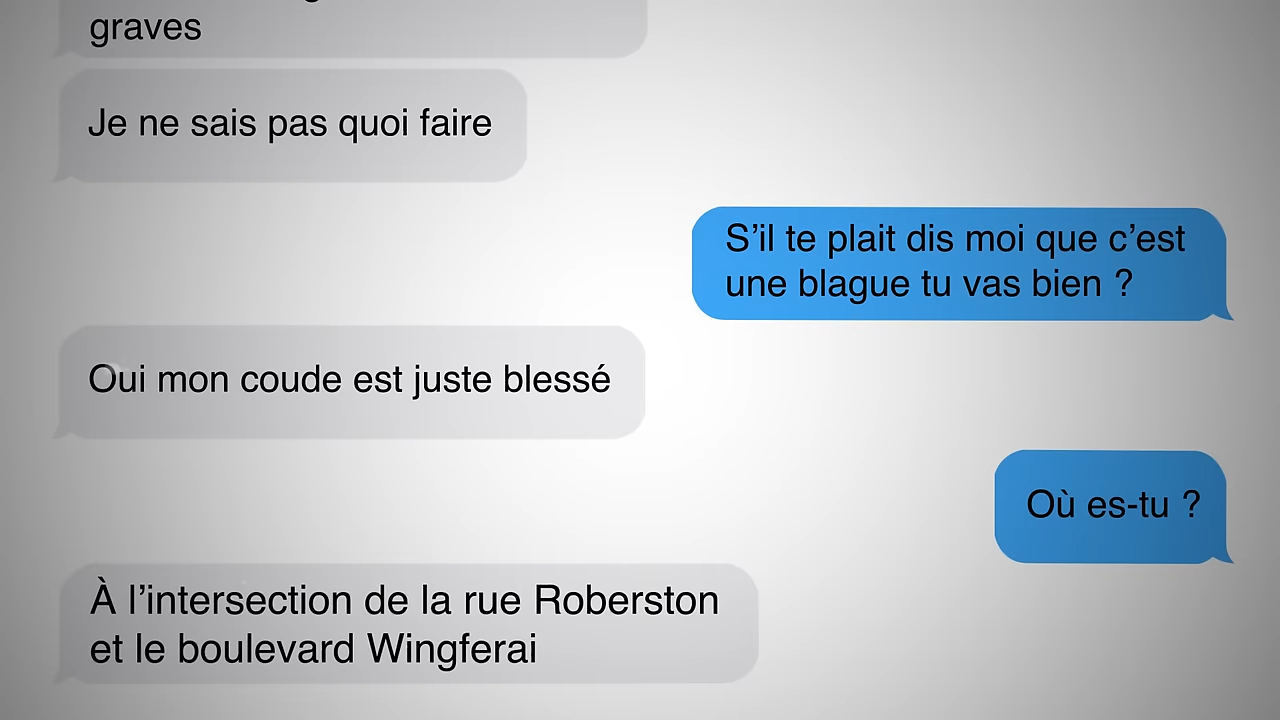 graves
Je ne sais pas quoi faire
S’il te plait dis moi que c’est
une blague tu vas bien ?
Oui mon coude est juste blessé
Où es-tu ?
À l’intersection de la rue Roberston
et le boulevard Wingferai